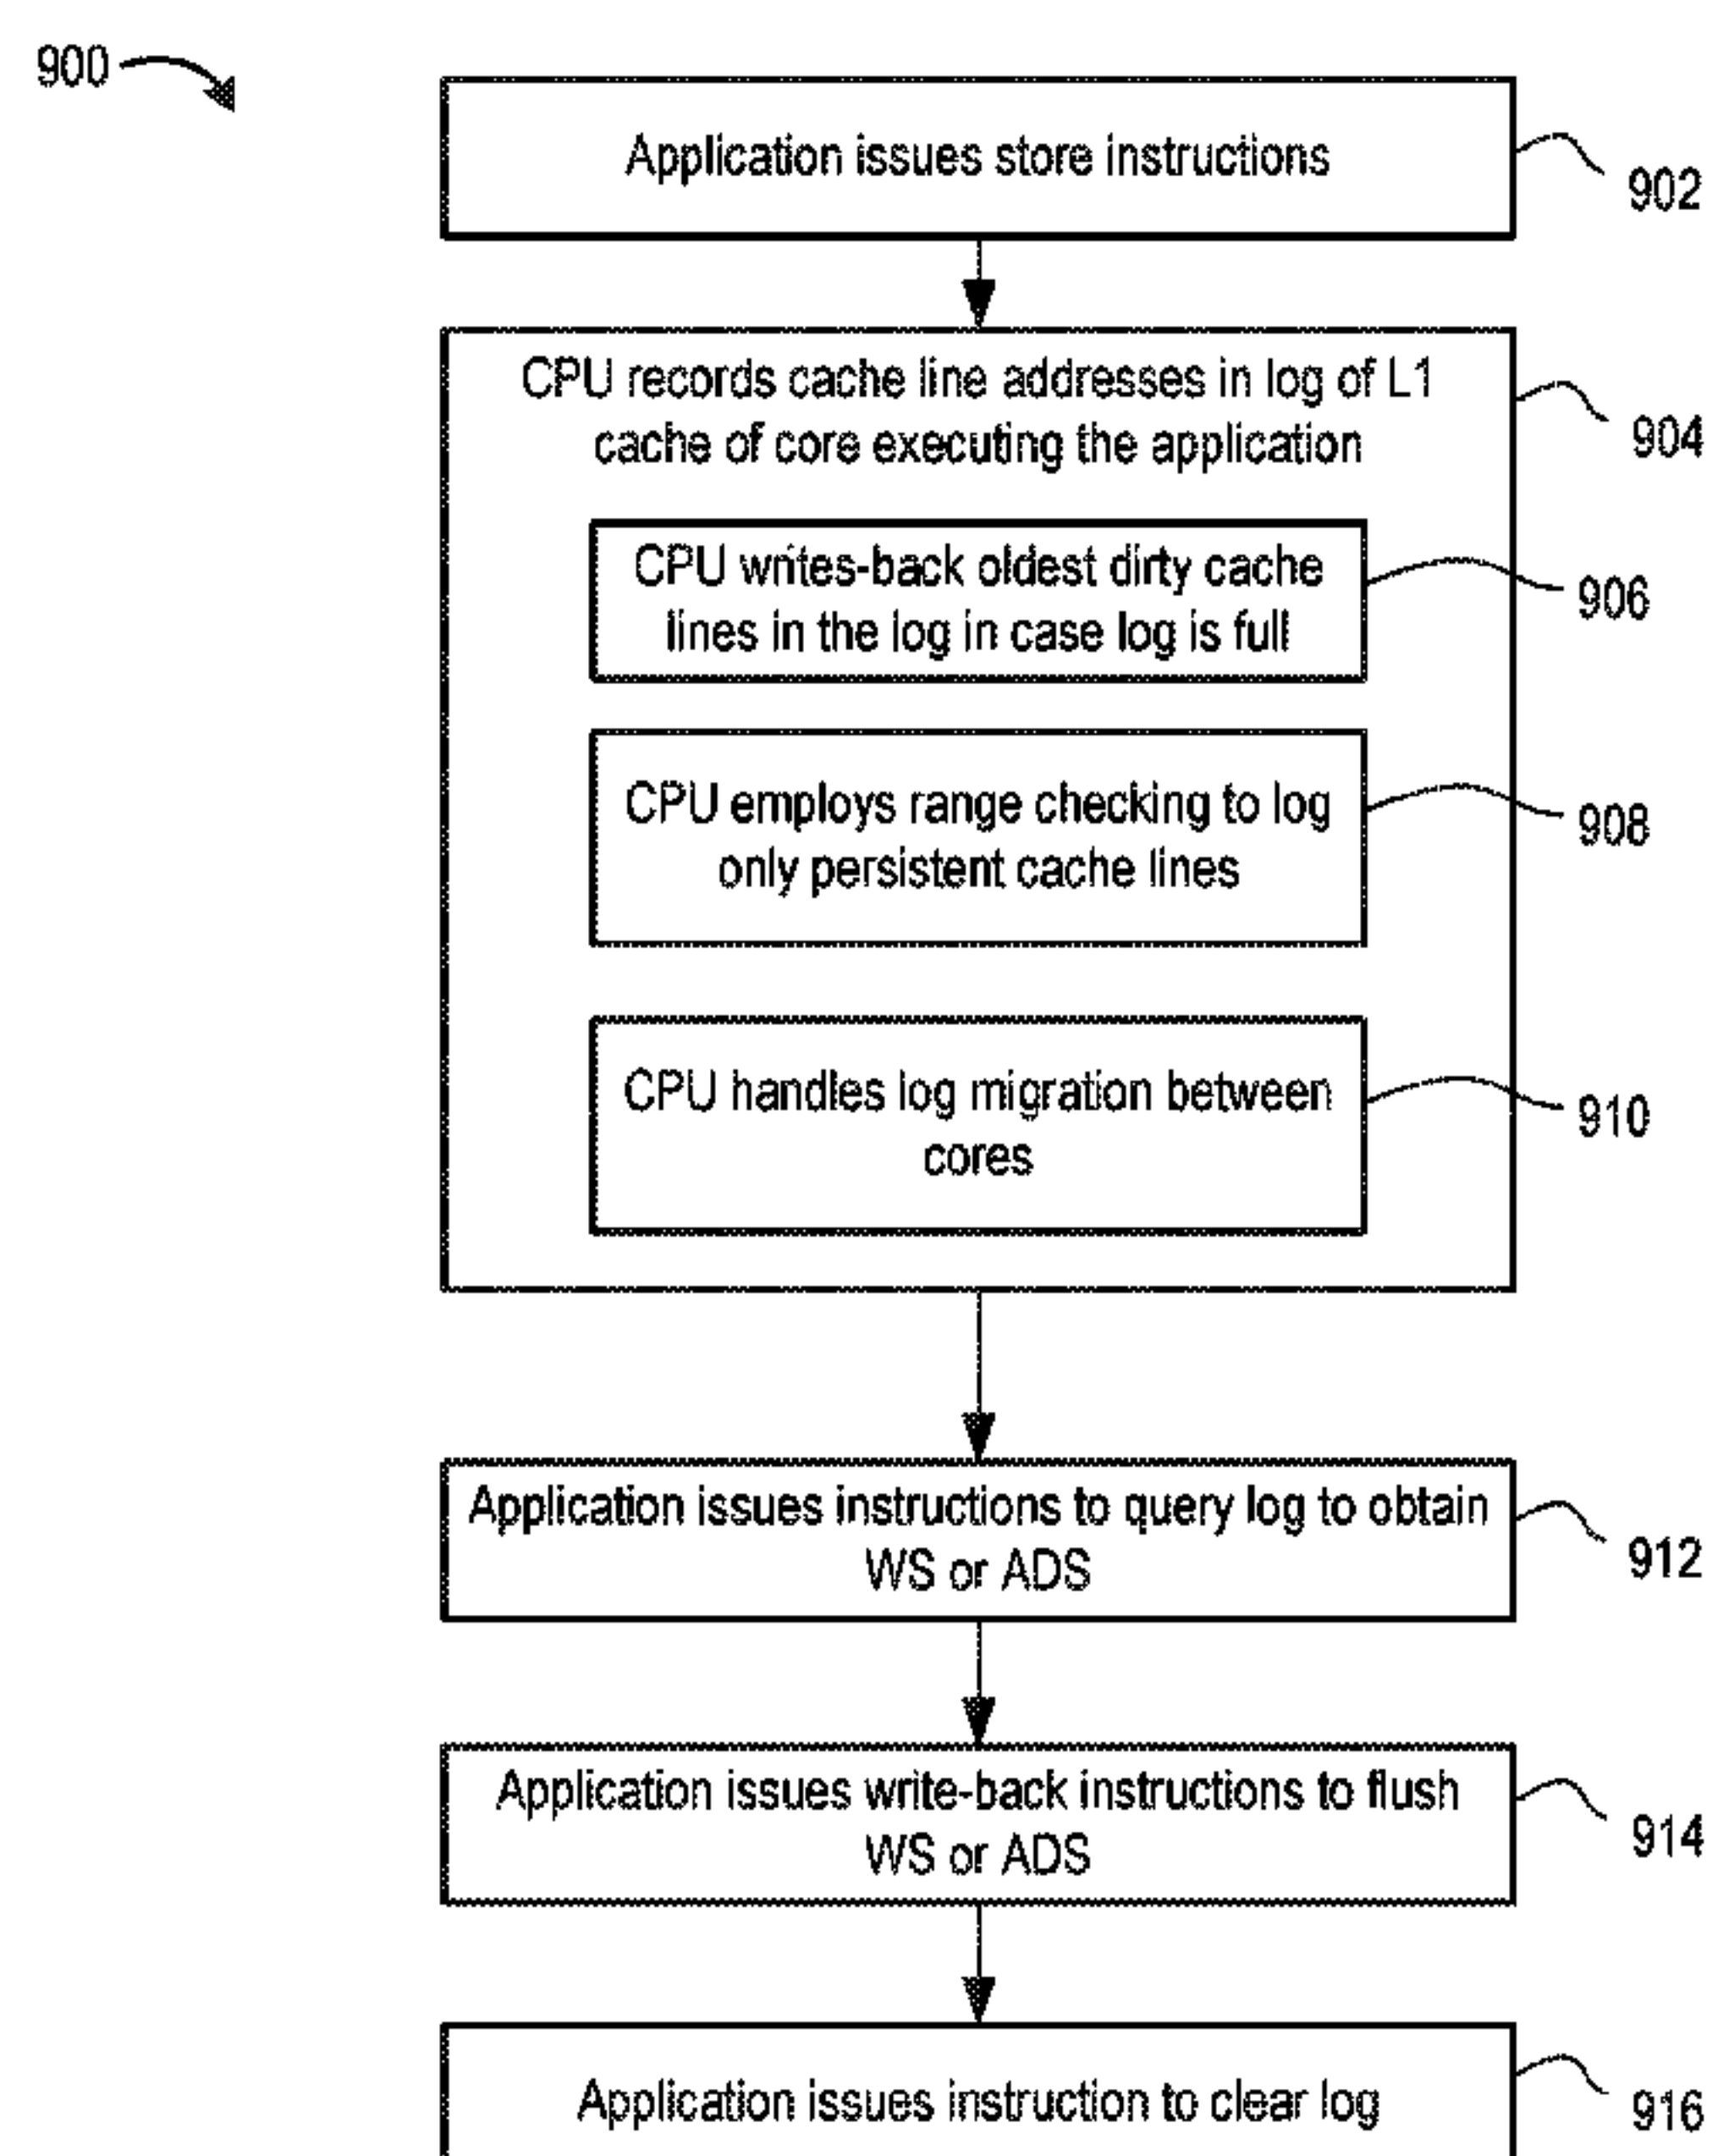 900
Application issues store instructions
902
CPU records cache line addresses in log of L1
cache of core executing the application
904
CPU writes-back oldest dirty cache
lines in the log in case log is full
906
CPU employs range checking to log
only persistent cache lines
908
CPU handles log migration between
cores
910
Application issues instructions to query log to obtain
WS or ADS
912
Application issues write-back instructions to flush
WS or ADS
914
Application issues instruction to clear log
916